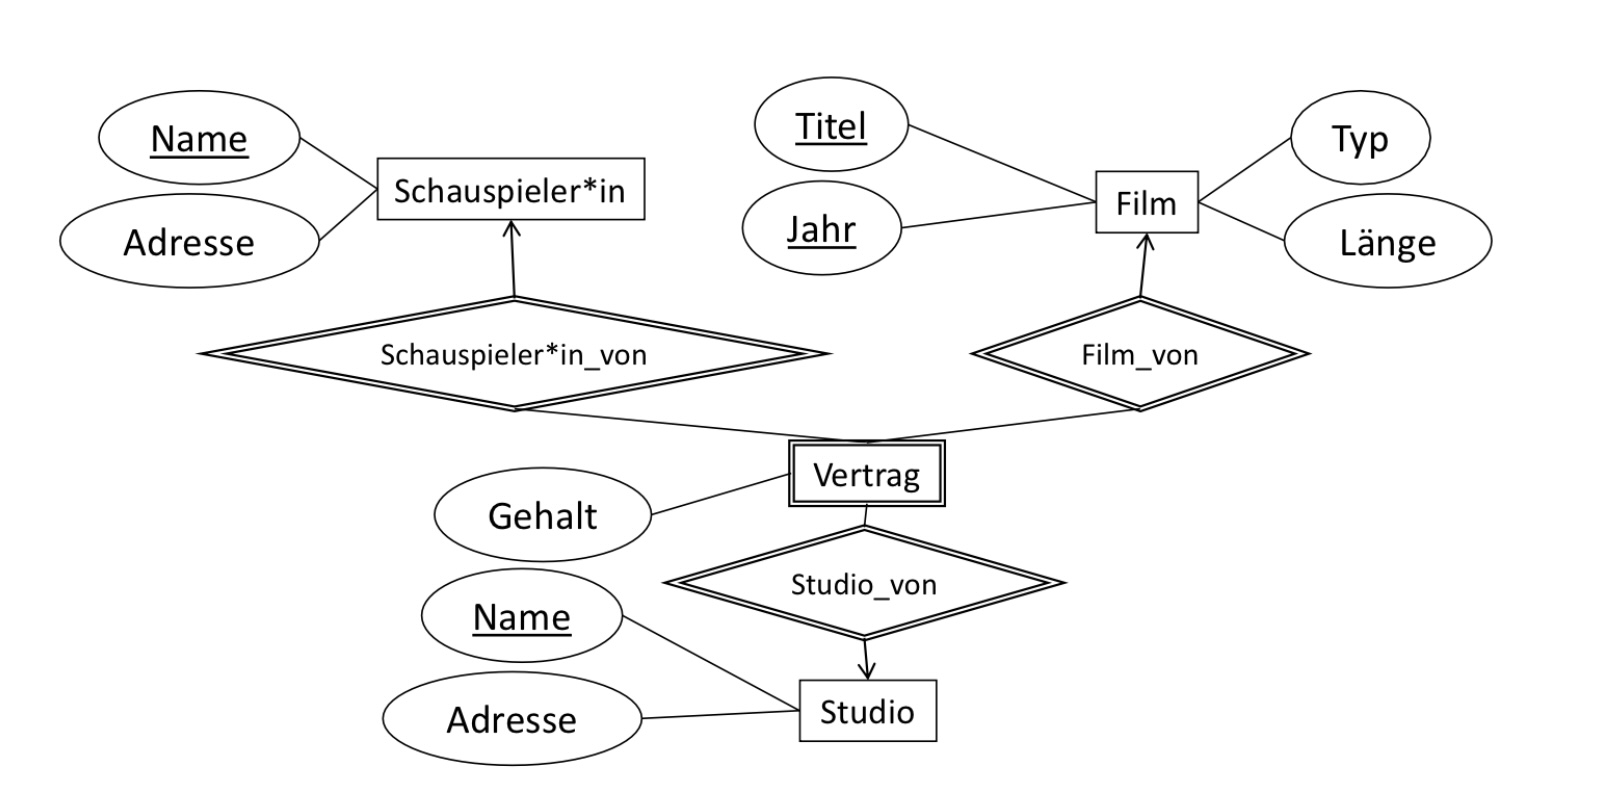 Name
Adresse
Schauspieler*in
Titel
Jahr
Film
Typ
Länge
Schauspieler*in_von
Film_von
Vertrag
Gehalt
Studio_von
Name
Adresse
Studio